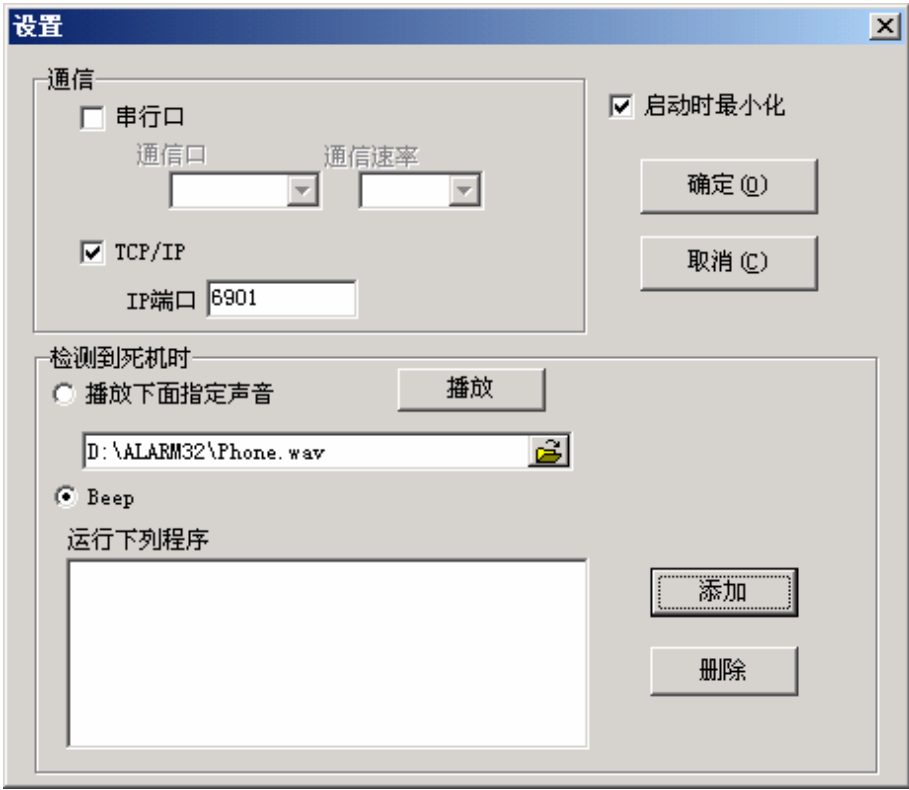 设置
通信
串行口
启动时最小化
通信口 通信速率
确定(O)
TCP/IP
取消(C)
IP端口 6901
检测到死机时
播放下面指定声音 播放
D:\ALARM32\Phone.wav
Beep
运行下列程序
添加
删除